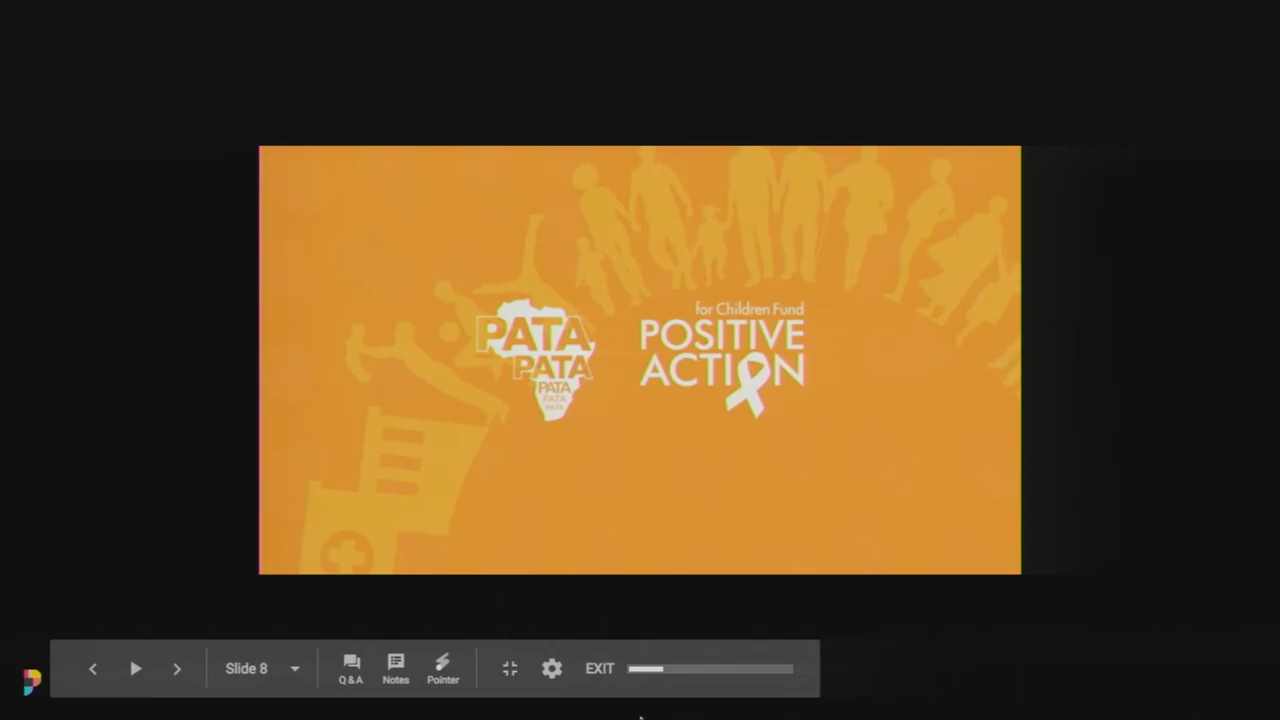 PATA
PATA
PATA
PATA
PATA
for Children Fund
POSITIVE
ACTION
Slide 8
Q & A
Notes
Pointer
EXIT